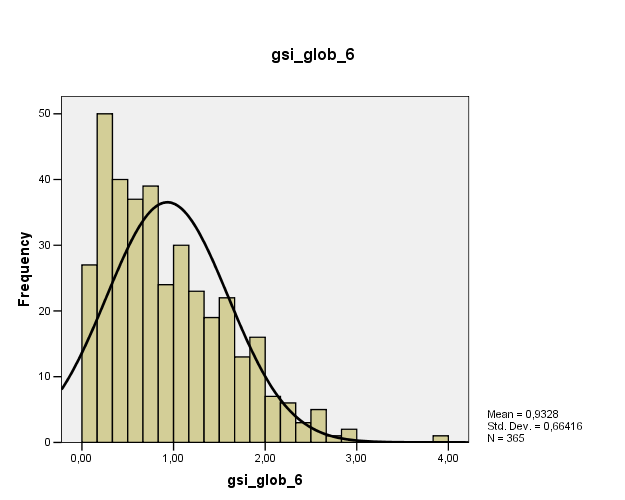 gsi_glob_6
Frequency
50
40
30
20
10
0
0,00 1,00 2,00 3,00 4,00
gsi_glob_6
Mean = 0,9328
Std. Dev. = 0,66416
N = 365